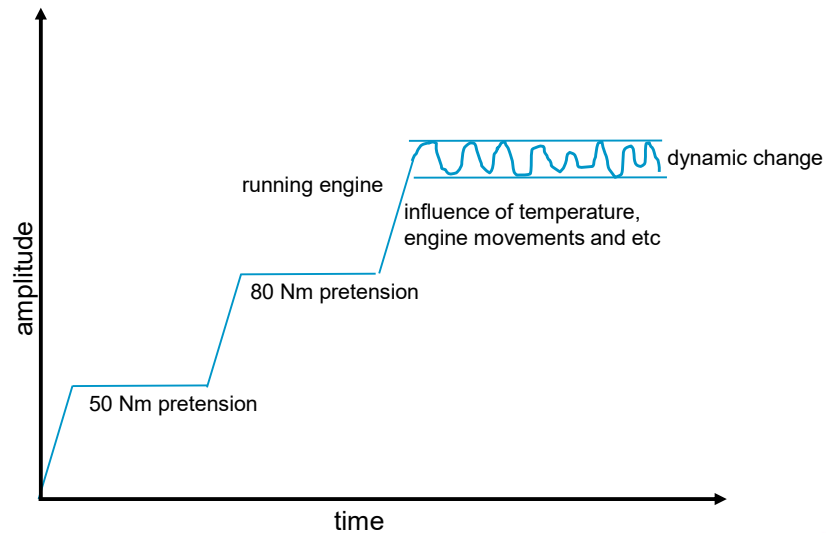 dynamic change
running engine
influence of temperature,
engine movements and etc
80 Nm pretension
amplitude
50 Nm pretension
time